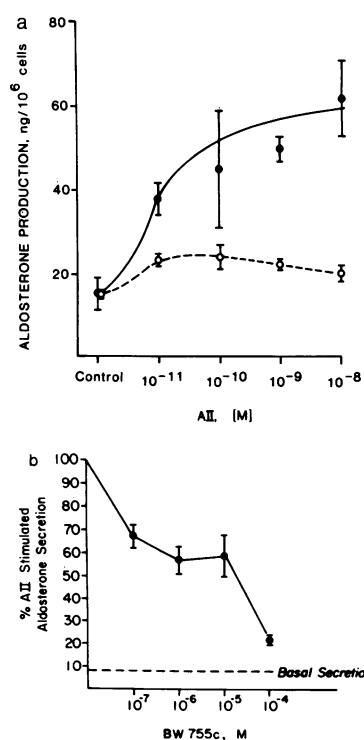 a
ALDOSTERONE PRODUCTION, ng/10⁶ cells
80
60
40
20
Control 10⁻¹¹ 10⁻¹⁰ 10⁻⁹ 10⁻⁸
AII, [M]
b
% AII Stimulated
Aldosterone Secretion
100
90
80
70
60
50
40
30
20
10
Basal Secretion
10⁻⁷ 10⁻⁶ 10⁻⁵ 10⁻⁴
BW 755c, M